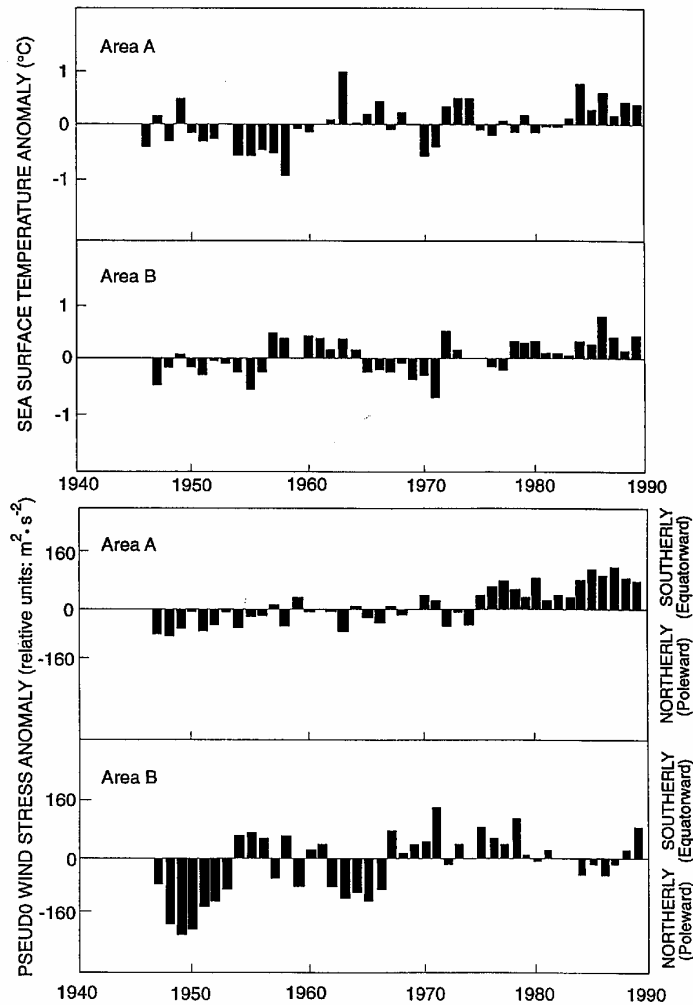 SEA SURFACE TEMPERATURE ANOMALY (°C)
Area A
1
0
-1
Area B
1
0
-1
1940 1950 1960 1970 1980 1990
PSEUD0 WIND STRESS ANOMALY (relative units: m²•s⁻²)
Area A
160
0
-160
SOUTHERLY
(Equatorward)
NORTHERLY
(Poleward)
Area B
160
0
-160
SOUTHERLY
(Equatorward)
NORTHERLY
(Poleward)
1940 1950 1960 1970 1980 1990